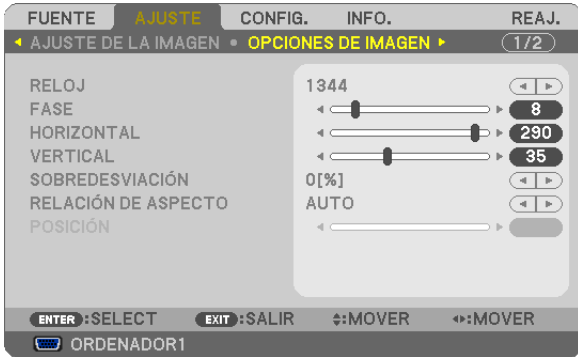 FUENTE AJUSTE CONFIG. INFO. REAJ.
AJUSTE DE LA IMAGEN • OPCIONES DE IMAGEN 1/2
RELOJ 1344
FASE 8
HORIZONTAL 290
VERTICAL 35
SOBREDESVIACIÓN 0[%]
RELACIÓN DE ASPECTO AUTO
POSICIÓN
ENTER :SELECT EXIT :SALIR :MOVER :MOVER
ORDENADOR1